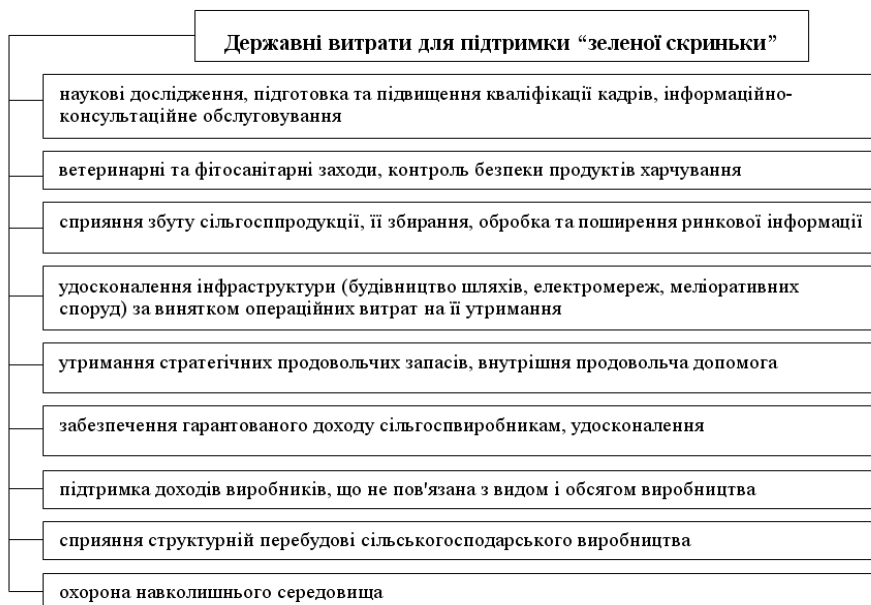 Державні витрати для підтримки “зеленої скриньки”
наукові дослідження, підготовка та підвищення кваліфікації кадрів, інформаційно-
консультаційне обслуговування
ветеринарні та фітосанітарні заходи, контроль безпеки продуктів харчування
сприяння збуту сільгосппродукції, її збирання, обробка та поширення ринкової інформації
удосконалення інфраструктури (будівництво шляхів, електромереж, меліоративних
споруд) за винятком операційних витрат на її утримання
утримання стратегічних продовольчих запасів, внутрішня продовольча допомога
забезпечення гарантованого доходу сільгоспвиробникам, удосконалення
підтримка доходів виробників, що не пов'язана з видом і обсягом виробництва
сприяння структурній перебудові сільськогосподарського виробництва
охорона навколишнього середовища